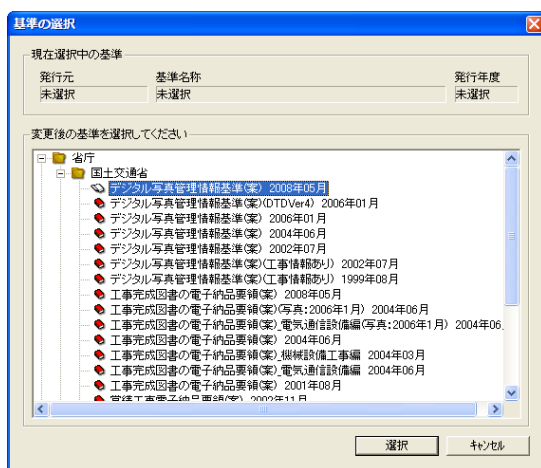 基準の選択
現在選択中の基準
発行元 基準名称 発行年度
未選択 未選択 未選択
変更後の基準を選択してください
省庁
国土交通省
デジタル写真管理情報基準(案) 2008年05月
デジタル写真管理情報基準(案)(DTDVer4) 2006年01月
デジタル写真管理情報基準(案) 2006年01月
デジタル写真管理情報基準(案) 2004年06月
デジタル写真管理情報基準(案) 2002年07月
デジタル写真管理情報基準(案)(工事情報あり) 2002年07月
デジタル写真管理情報基準(案)(工事情報あり) 1999年08月
工事完成図書の電子納品要領(案) 2008年05月
工事完成図書の電子納品要領(案)(写真:2006年1月) 2004年06月
工事完成図書の電子納品要領(案)_電気通信設備編(写真:2006年1月) 2004年06
工事完成図書の電子納品要領(案) 2004年06月
工事完成図書の電子納品要領(案)_機械設備工事編 2004年03月
工事完成図書の電子納品要領(案)_電気通信設備編 2004年06月
工事完成図書の電子納品要領(案) 2001年08月
営繕工事電子納品要領(案) 2002年11月
選択 キャンセル